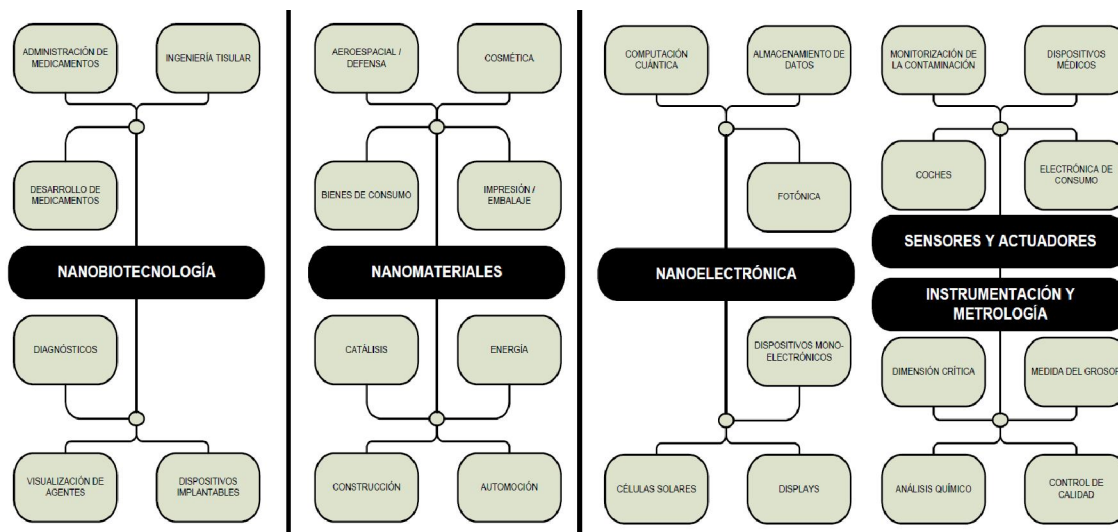 ADMINISTRACIÓN DE
MEDICAMENTOS
INGENIERÍA TISULAR
DESARROLLO DE
MEDICAMENTOS
NANOBIOTECNOLOGÍA
DIAGNÓSTICOS
VISUALIZACIÓN DE
AGENTES
DISPOSITIVOS
IMPLANTABLES
AEROESPACIAL /
DEFENSA
COSMÉTICA
BIENES DE CONSUMO
IMPRESIÓN /
EMBALAJE
NANOMATERIALES
CATÁLISIS
ENERGÍA
CONSTRUCCIÓN
AUTOMOCIÓN
COMPUTACIÓN
CUÁNTICA
ALMACENAMIENTO DE
DATOS
FOTÓNICA
NANOELECTRÓNICA
DISPOSITIVOS MONO-
ELECTRÓNICOS
CÉLULAS SOLARES
DISPLAYS
MONITORIZACIÓN DE
LA CONTAMINACIÓN
DISPOSITIVOS
MÉDICOS
COCHES
ELECTRÓNICA DE
CONSUMO
SENSORES Y ACTUADORES
INSTRUMENTACIÓN Y
METROLOGÍA
DIMENSIÓN CRÍTICA
MEDIDA DEL GROSOR
ANÁLISIS QUÍMICO
CONTROL DE
CALIDAD